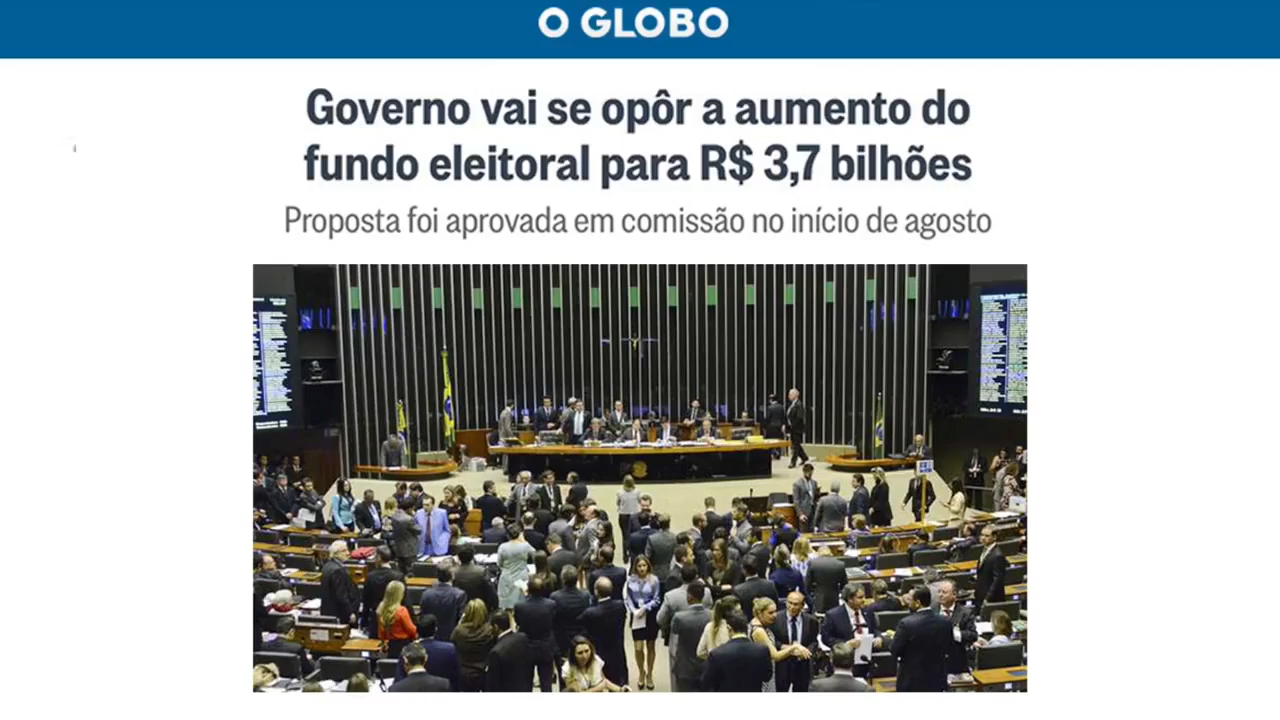 O GLOBO
Governo vai se opôr a aumento do
fundo eleitoral para R$ 3,7 bilhões
Proposta foi aprovada em comissão no início de agosto